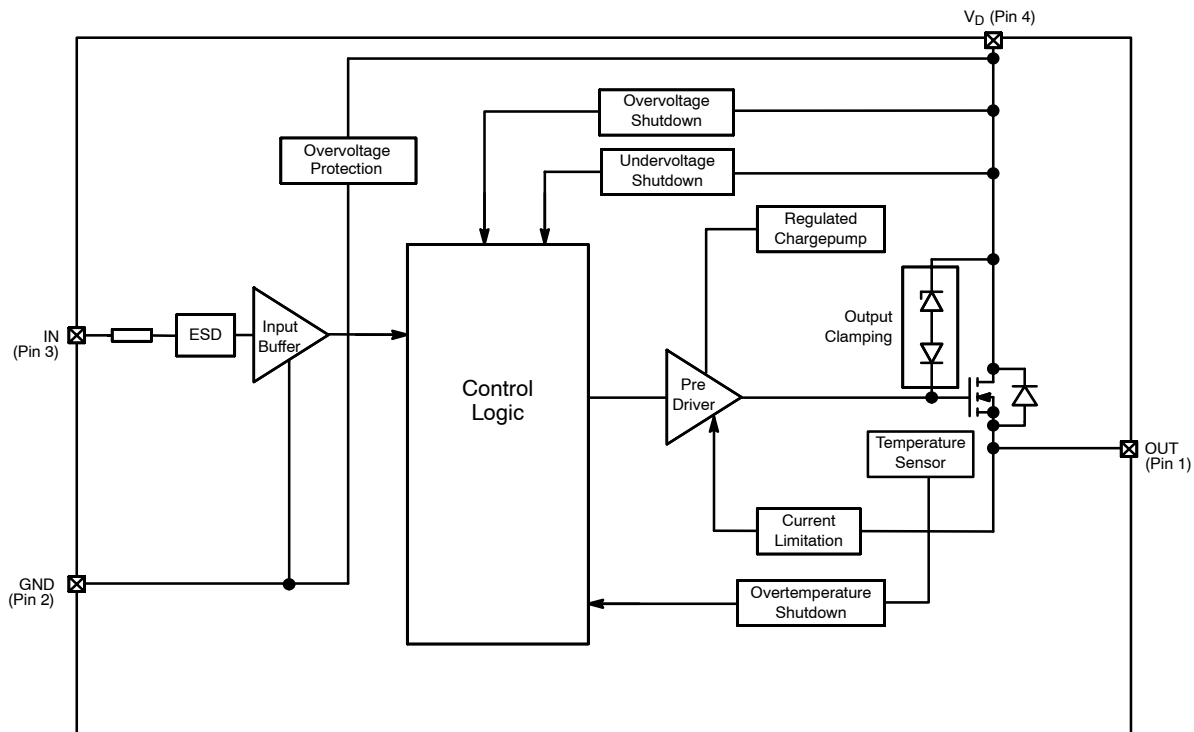 VD (Pin 4)
Overvoltage
Shutdown
Overvoltage
Protection
Undervoltage
Shutdown
Regulated
Chargepump
IN
(Pin 3)
ESD
Input
Buffer
Output
Clamping
Control
Logic
Pre
Driver
Temperature
Sensor
OUT
(Pin 1)
Current
Limitation
GND
(Pin 2)
Overtemperature
Shutdown